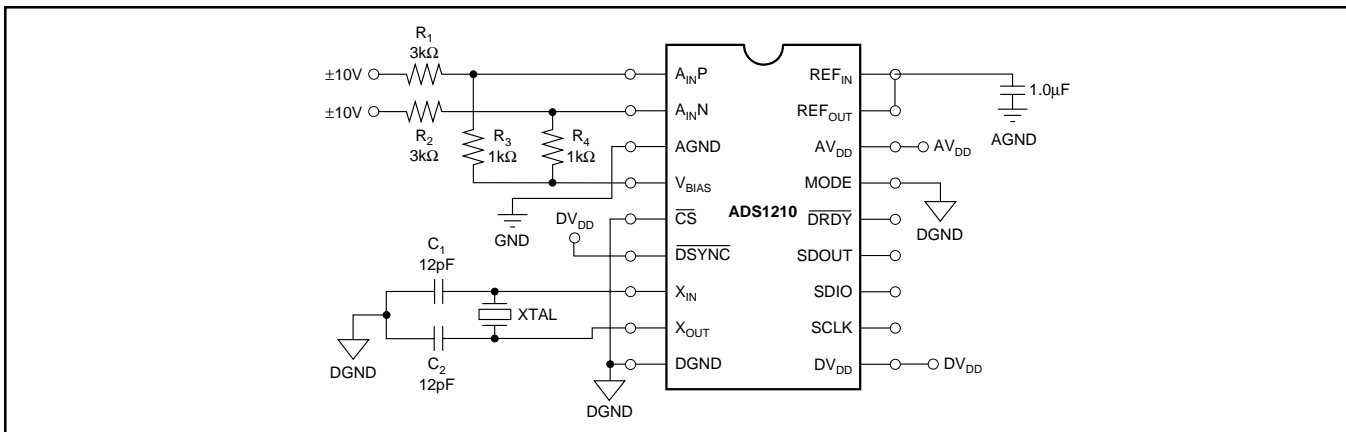 R1
3kΩ
±10V
±10V
R2
3kΩ
R3
1kΩ
R4
1kΩ
GND
DVDD
C1
12pF
XTAL
C2
12pF
DGND
DGND
AINP
AINN
AGND
VBIAS
CS
DSYNC
XIN
XOUT
DGND
ADS1210
REFIN
REFOUT
AVDD
MODE
DRDY
SDOUT
SDIO
SCLK
DVDD
1.0µF
AGND
AVDD
DGND
DVDD